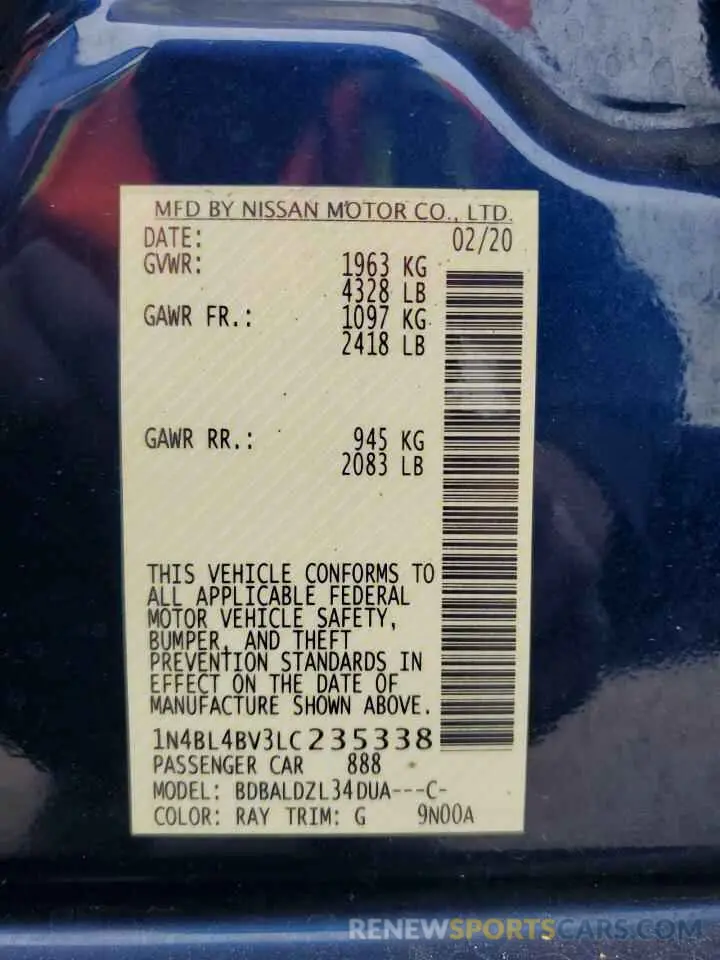 MFD BY NISSAN MOTOR CO., LTD.
DATE: 02/20
GVWR: 1963 KG
4328 LB
GAWR FR.: 1097 KG
2418 LB
GAWR RR.: 945 KG
2083 LB
THIS VEHICLE CONFORMS TO
ALL APPLICABLE FEDERAL
MOTOR VEHICLE SAFETY,
BUMPER, AND THEFT
PREVENTION STANDARDS IN
EFFECT ON THE DATE OF
MANUFACTURE SHOWN ABOVE.
1N4BL4BV3LC235338
PASSENGER CAR 888
MODEL: BDBALDZL34DUA---C-
COLOR: RAY TRIM: G 9N00A
RENEWSPORTSCARS.COM